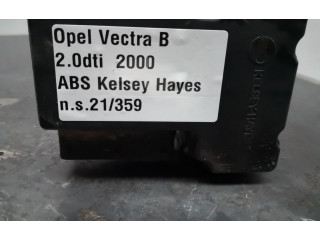 Opel Vectra B
2.0dti 2000
ABS Kelsey Hayes
n.s.21/359